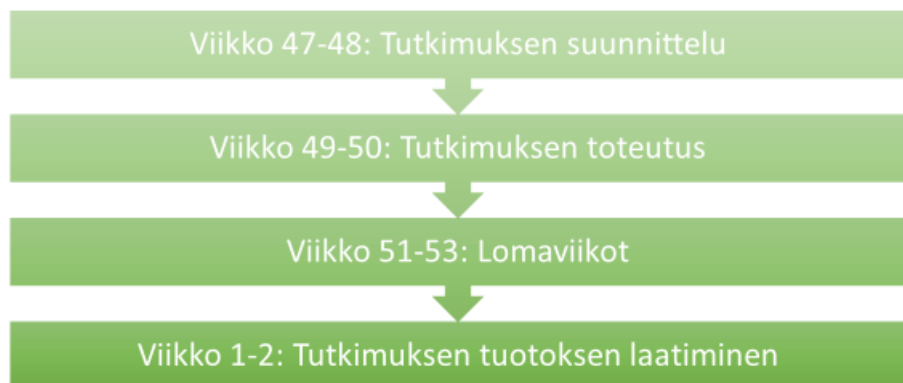 Viikko 47-48: Tutkimuksen suunnittelu
Viikko 49-50: Tutkimuksen toteutus
Viikko 51-53: Lomaviikot
Viikko 1-2: Tutkimuksen tuotoksen laatiminen